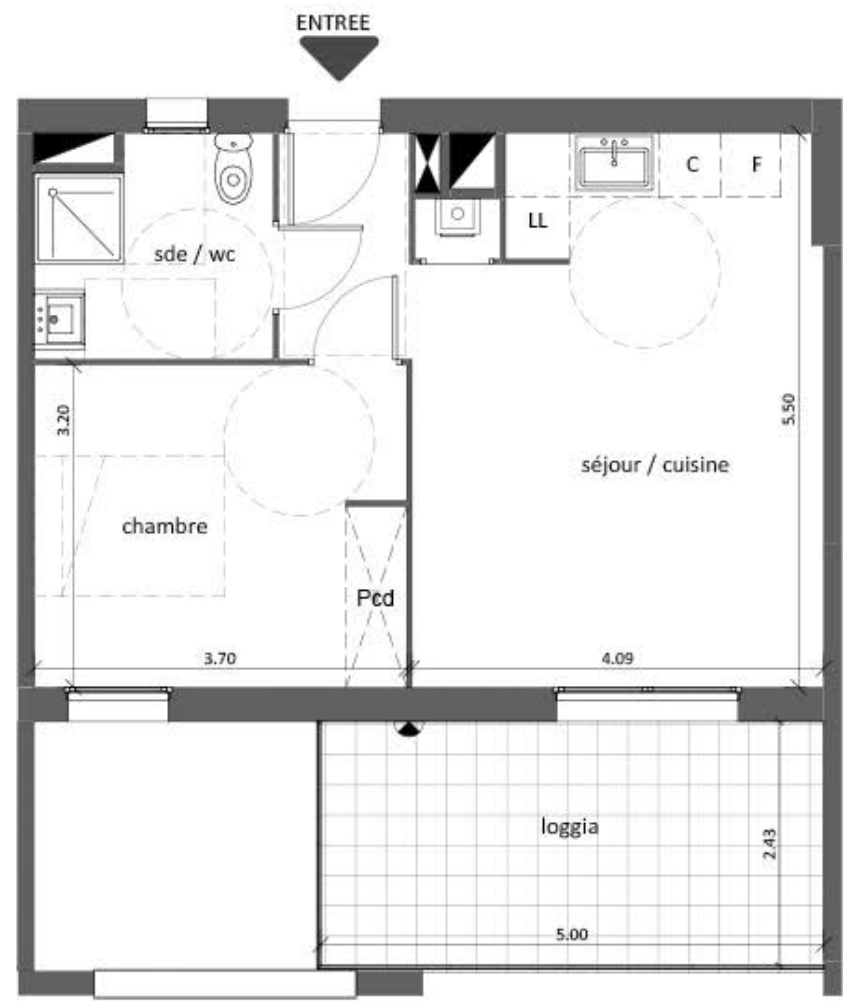 ENTREE
C
F
LL
sde / wc
3.20
5.50
séjour / cuisine
chambre
Pcd
3.70
4.09
loggia
2.43
5.00